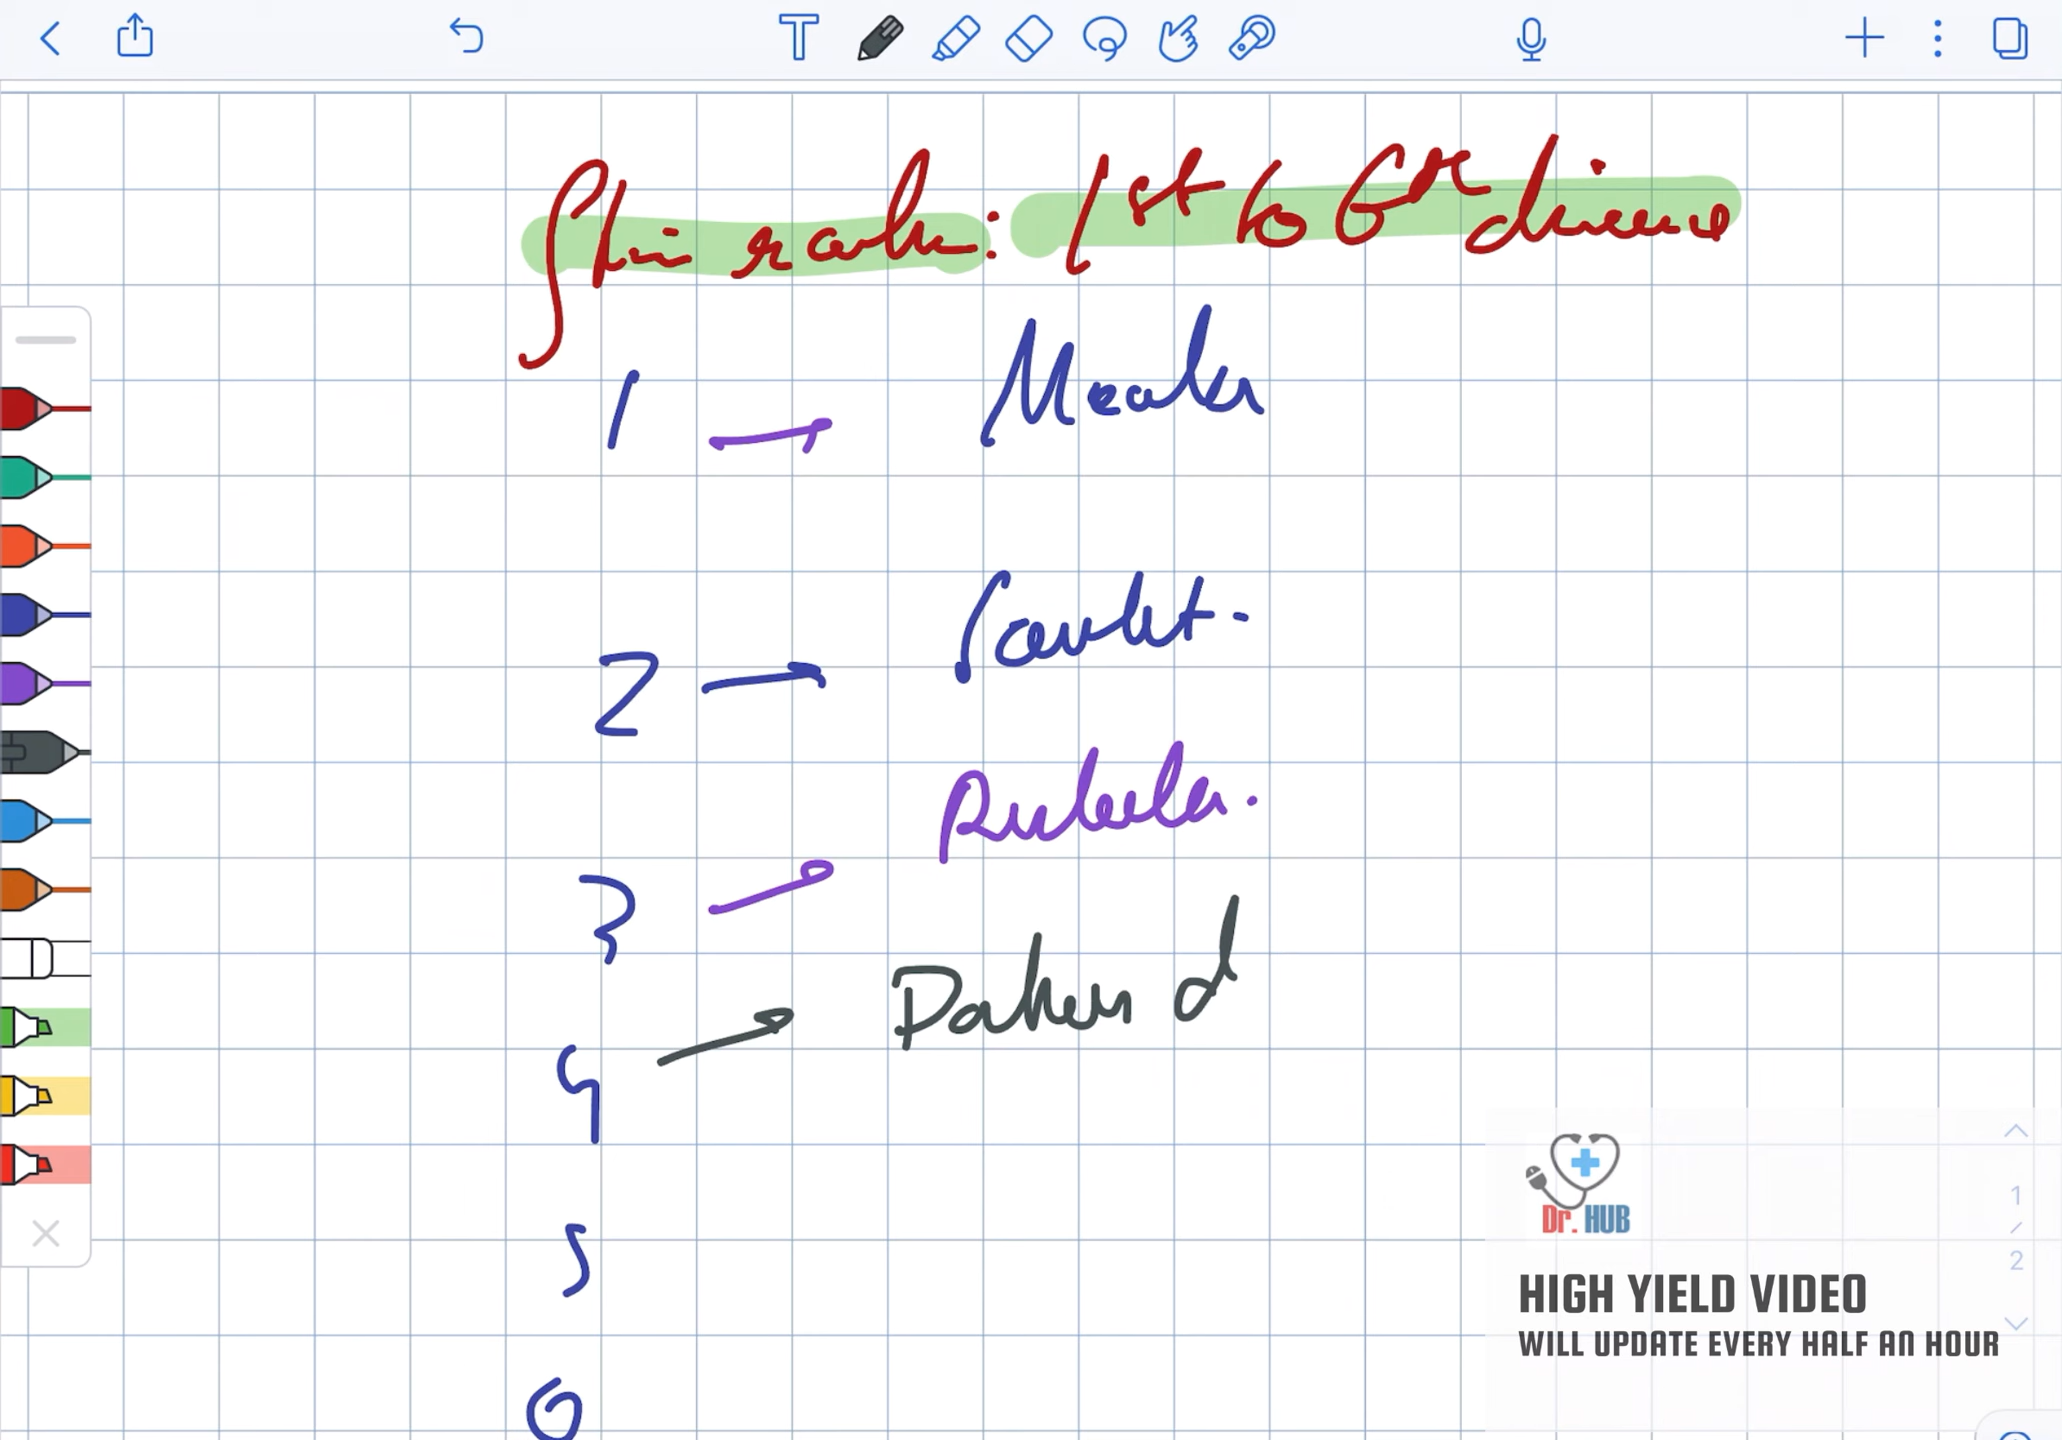 Skin rash: 1st to 6th disease
1 → Measles
2 → Scarlet.
3 → Rubella.
4 → Dukes d
5
6
Dr. HUB
1
/
2
HIGH YIELD VIDEO
WILL UPDATE EVERY HALF AN HOUR